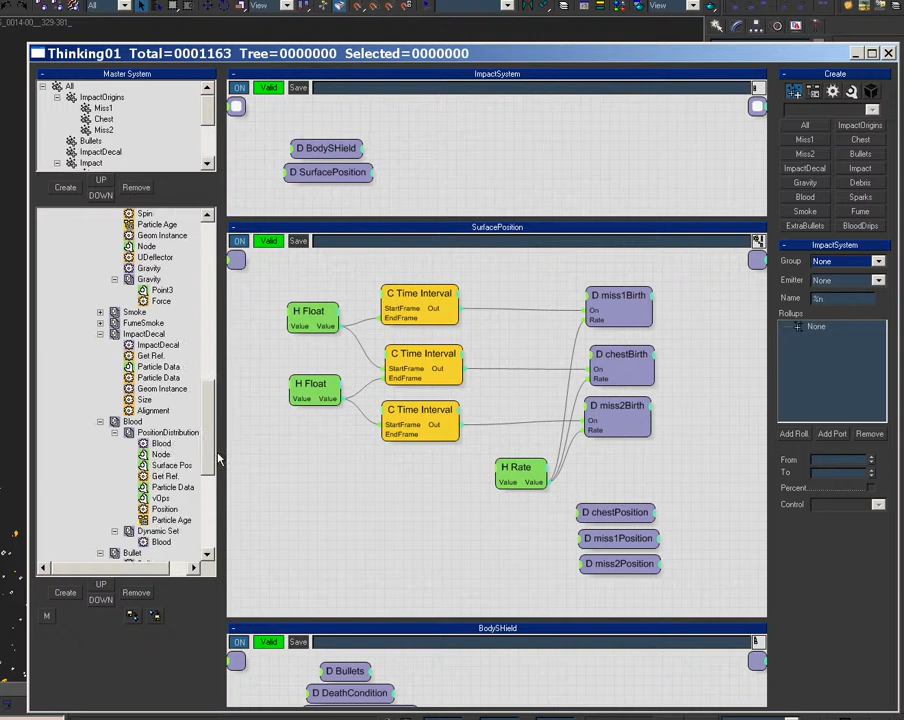 All
View
View
S_0014-00__329-381_
Thinking01 Total=0001163 Tree=0000000 Selected=0000000
Master System
All
ImpactOrigins
Miss1
Chest
Miss2
Bullets
ImpactDecal
Impact
Create
UP
DOWN
Remove
Spin
Particle Age
Geom Instance
Node
UDeflector
Gravity
Gravity
Point3
Force
Smoke
FumeSmoke
ImpactDecal
ImpactDecal
Get Ref.
Particle Data
Particle Data
Geom Instance
Size
Alignment
Blood
PositionDistribution
Blood
Node
Surface Pos
Get Ref.
Particle Data
vOps
Position
Particle Age
Dynamic Set
Blood
Bullet
Create
UP
DOWN
Remove
M
ImpactSystem
ON Valid Save
D BodySHield
D SurfacePosition
SurfacePosition
ON Valid Save
H Float
Value Value
H Float
Value Value
C Time Interval
StartFrame Out
EndFrame
C Time Interval
StartFrame Out
EndFrame
C Time Interval
StartFrame Out
EndFrame
H Rate
Value Value
D miss1Birth
On
Rate
D chestBirth
On
Rate
D miss2Birth
On
Rate
D chestPosition
D miss1Position
D miss2Position
BodySHield
ON Valid Save
D Bullets
D DeathCondition
Create
All ImpactOrigins
Miss1 Chest
Miss2 Bullets
ImpactDecal Impact
Gravity Debris
Blood Sparks
Smoke Fume
ExtraBullets BloodDrips
ImpactSystem
Group None
Emitter None
Name %n
Rollups
None
Add Roll. Add Port Remove
From
To
Percent
Control